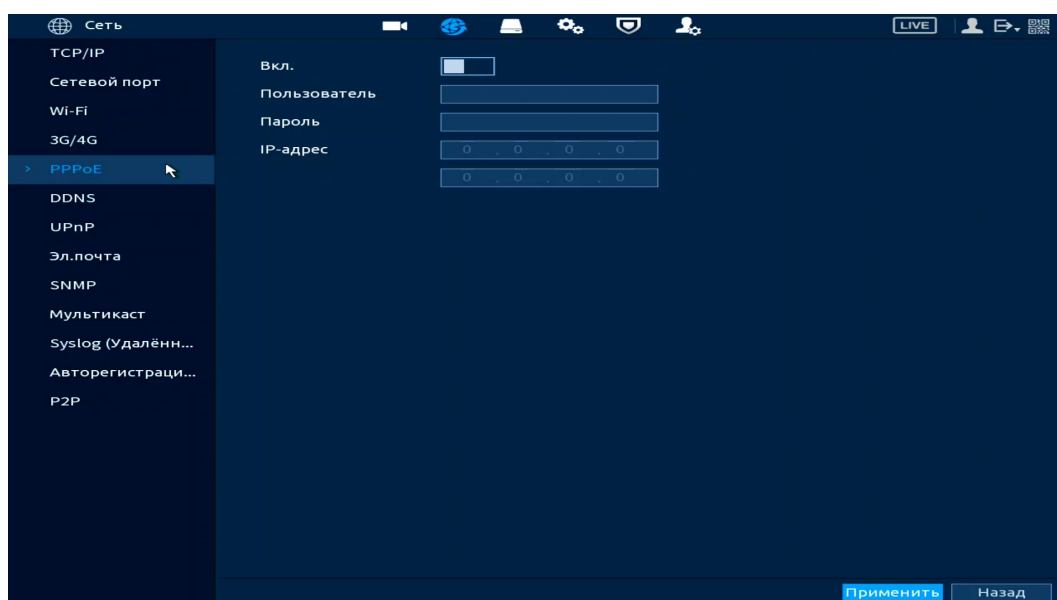 Сеть
LIVE
TCP/IP
Сетевой порт
Wi-Fi
3G/4G
> PPPoE
DDNS
UPnP
Эл.почта
SNMP
Мультикаст
Syslog (Удалённ...
Авторегистраци...
P2P
Вкл.
Пользователь
Пароль
IP-адрес
0 . 0 . 0 . 0
0 . 0 . 0 . 0
Применить
Назад